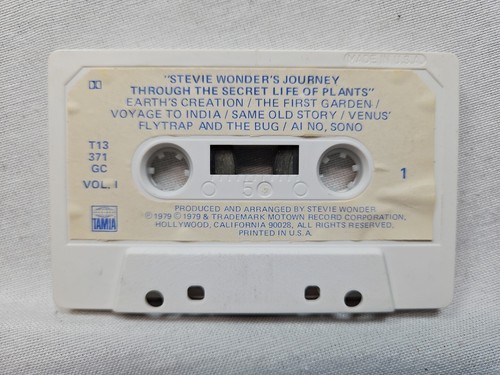 MADE IN U.S.A.
"STEVIE WONDER'S JOURNEY
THROUGH THE SECRET LIFE OF PLANTS"
EARTH'S CREATION / THE FIRST GARDEN /
VOYAGE TO INDIA / SAME OLD STORY / VENUS'
FLYTRAP AND THE BUG / AI NO, SONO
T13
371
GC
VOL. I
1
50
TAMLA
PRODUCED AND ARRANGED BY STEVIE WONDER
℗ 1979 © 1979 & TRADEMARK MOTOWN RECORD CORPORATION,
HOLLYWOOD, CALIFORNIA 90028, ALL RIGHTS RESERVED,
PRINTED IN U.S.A.